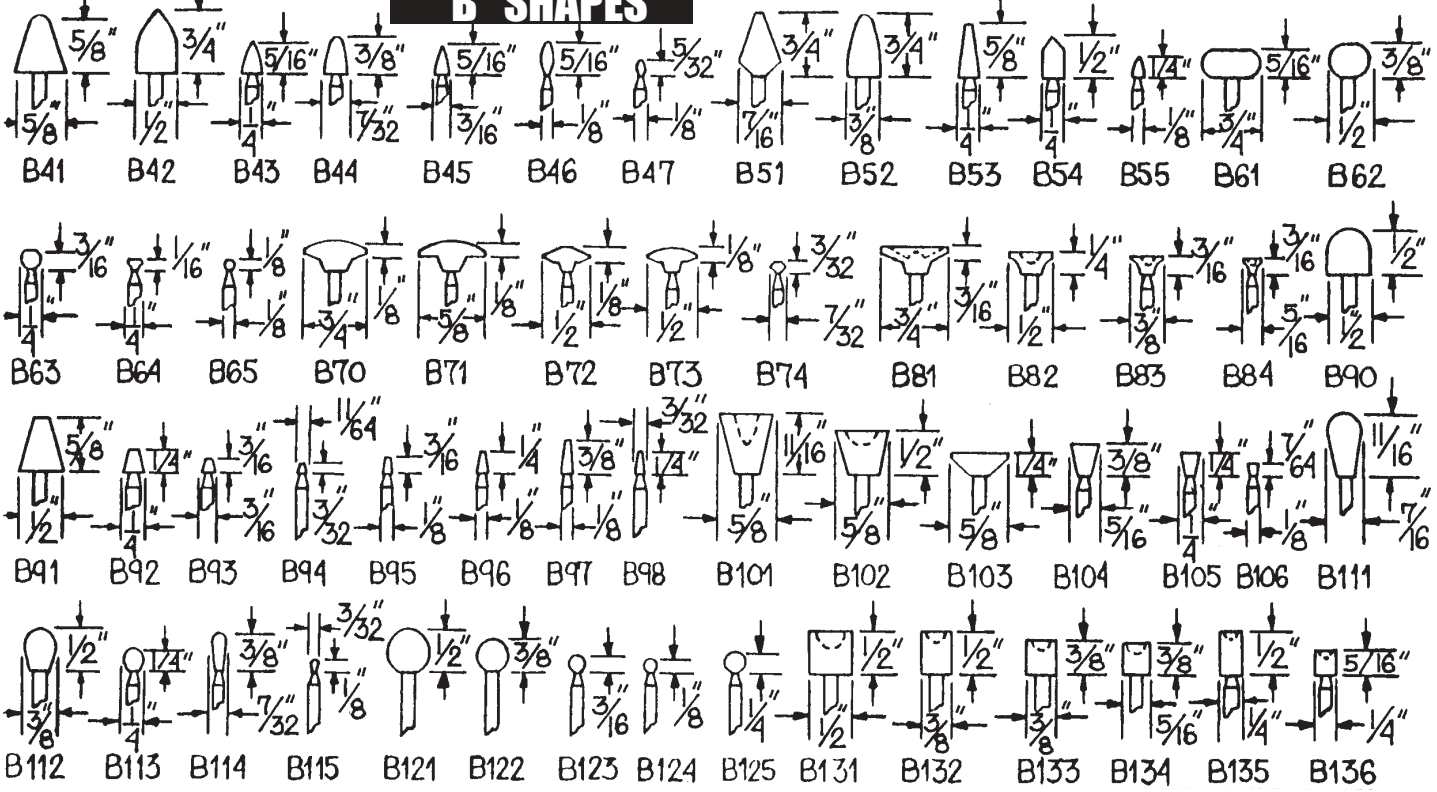 B SHAPES
5/8" 3/4" 5/16" 3/8" 5/16" 5/16" 5/32" 3/4" 3/4" 5/8" 1/2" 1/4" 5/16" 3/8"
5/8" 1/2" 1/4" 7/32" 3/16" 1/8" 1/8" 7/16" 3/8" 1/4" 1/4" 1/8" 3/4" 1/2"
B41 B42 B43 B44 B45 B46 B47 B51 B52 B53 B54 B55 B61 B62
3/16" 1/16" 1/8" 1/8" 1/8" 1/8" 1/8" 3/32" 3/16" 1/4" 3/16" 3/16" 1/2"
1/4" 1/4" 1/8 3/4" 5/8" 1/2" 1/2" 7/32 3/4" 1/2" 3/8" 5/16" 1/2"
B63 B64 B65 B70 B71 B72 B73 B74 B81 B82 B83 B84 B90
5/8" 1/4" 3/16" 11/64" 3/16" 1/4" 3/8" 3/32" 1/4" 11/16" 1/2" 1/4" 3/8" 1/4" 7/64" 11/16"
1/2" 1/4" 3/16 3/32 1/8 1/8 1/8 5/8" 5/8" 5/8" 5/16" 1/4" 1/8" 7/16"
B91 B92 B93 B94 B95 B96 B97 B98 B101 B102 B103 B104 B105 B106 B111
1/2" 1/4" 3/8" 3/32" 1/2" 3/8" 1/2" 1/2" 3/8" 3/8" 1/2" 5/16"
3/8" 1/4" 7/32" 1/8" 3/16" 1/8" 1/4" 1/2" 3/8" 3/8" 5/16" 1/4" 1/4"
B112 B113 B114 B115 B121 B122 B123 B124 B125 B131 B132 B133 B134 B135 B136